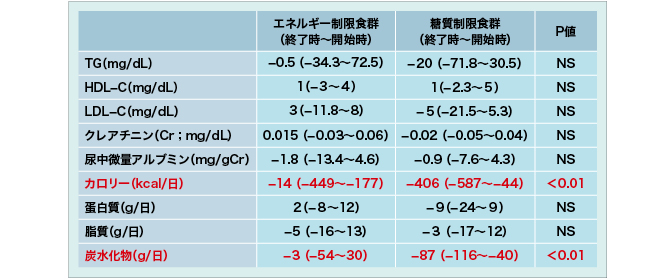 エネルギー制限食群 糖質制限食群 P値
(終了時〜開始時) (終了時〜開始時)
TG(mg/dL) −0.5 (−34.3〜72.5) −20 (−71.8〜30.5) NS
HDL−C(mg/dL) 1(−3〜4) 1(−2.3〜5) NS
LDL−C(mg/dL) 3(−11.8〜8) −5(−21.5〜5.3) NS
クレアチニン(Cr；mg/dL) 0.015 (−0.03〜0.06) −0.02 (−0.05〜0.04) NS
尿中微量アルブミン(mg/gCr) −1.8 (−13.4〜4.6) −0.9 (−7.6〜4.3) NS
カロリー(kcal/日) −14 (−449〜−177) −406 (−587〜−44) ＜0.01
蛋白質(g/日) 2(−8〜12) −9(−24〜9) NS
脂質(g/日) −5 (−16〜13) −3 (−17〜12) NS
炭水化物(g/日) −3 (−54〜30) −87 (−116〜−40) ＜0.01